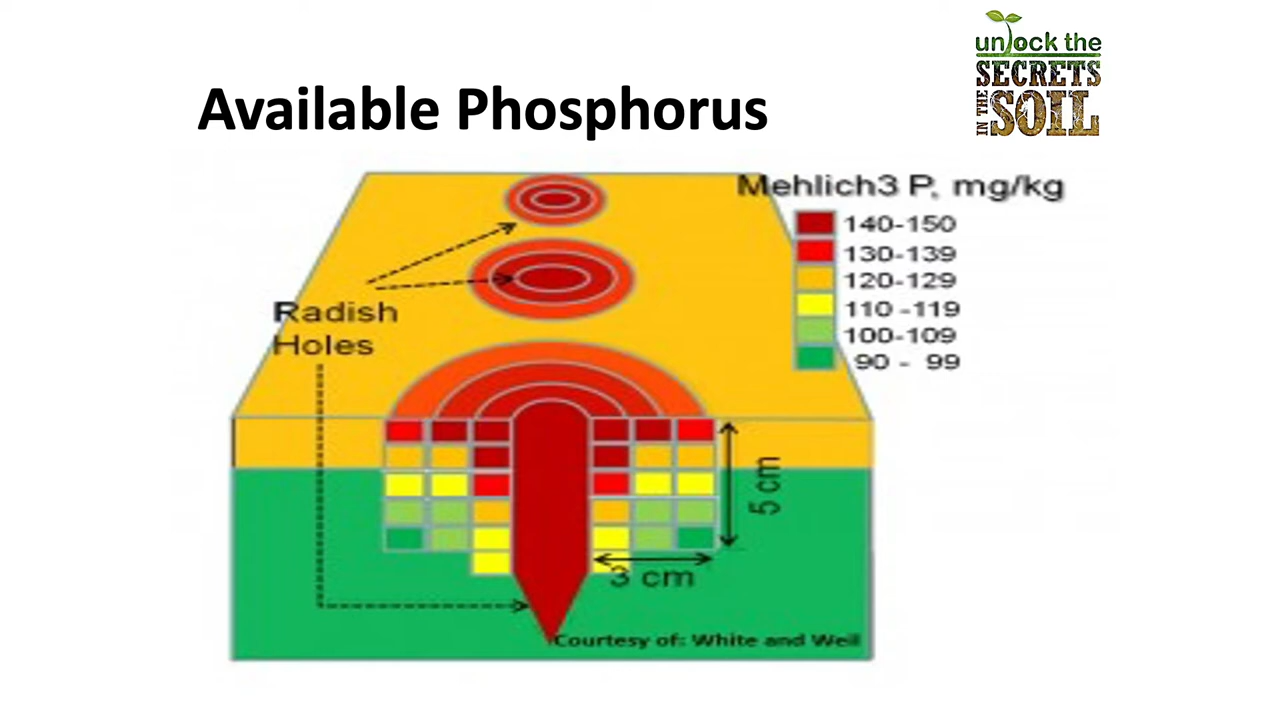 unlock the
SECRETS
IN THE
SOIL
Available Phosphorus
Mehlich3 P, mg/kg
140-150
130-139
120-129
110 -119
100-109
90 - 99
Radish
Holes
5 cm
3 cm
Courtesy of: White and Weil